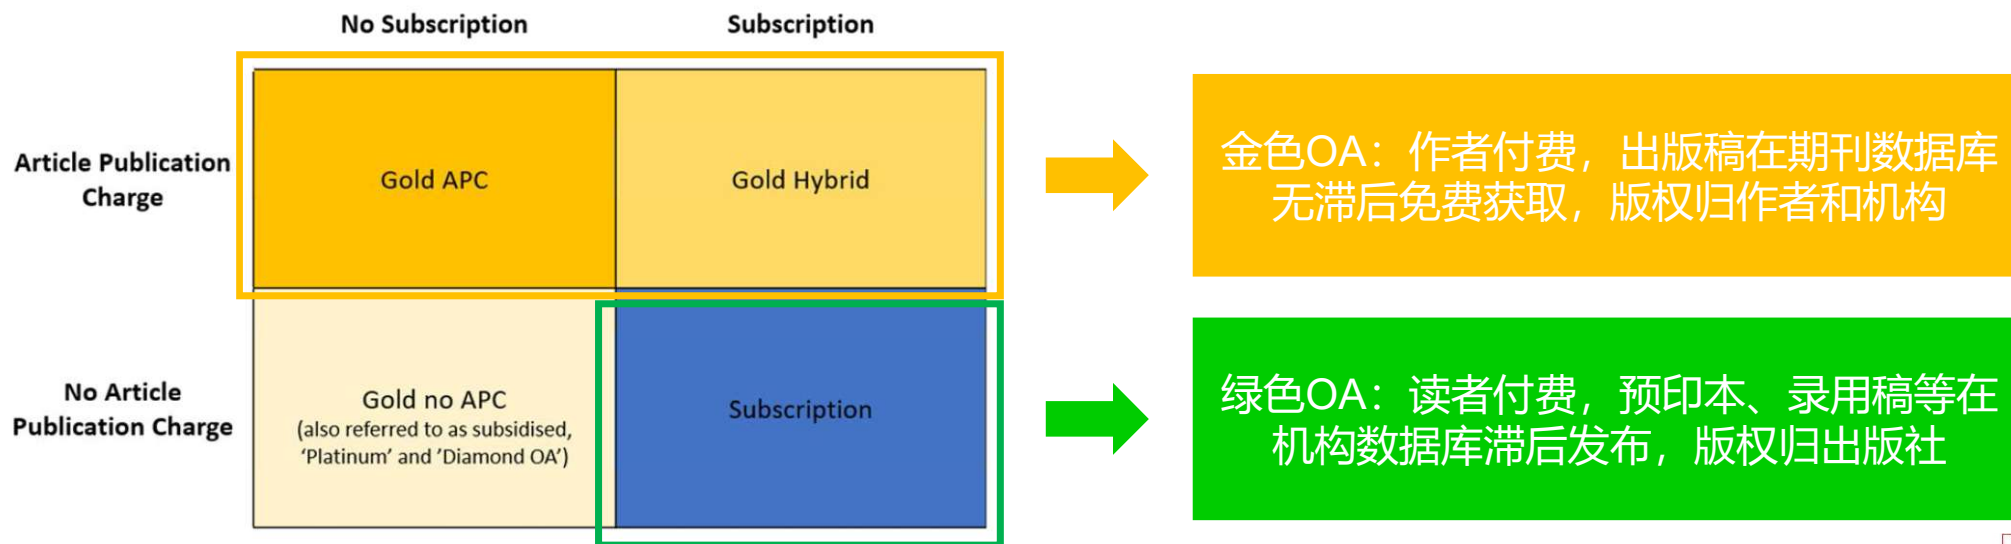 No Subscription
Subscription
Article Publication
Charge
Gold APC
Gold Hybrid
金色OA：作者付费，出版稿在期刊数据库
无滞后免费获取，版权归作者和机构
No Article
Publication Charge
Gold no APC
(also referred to as subsidised,
‘Platinum’ and ’Diamond OA’)
Subscription
绿色OA：读者付费，预印本、录用稿等在
机构数据库滞后发布，版权归出版社